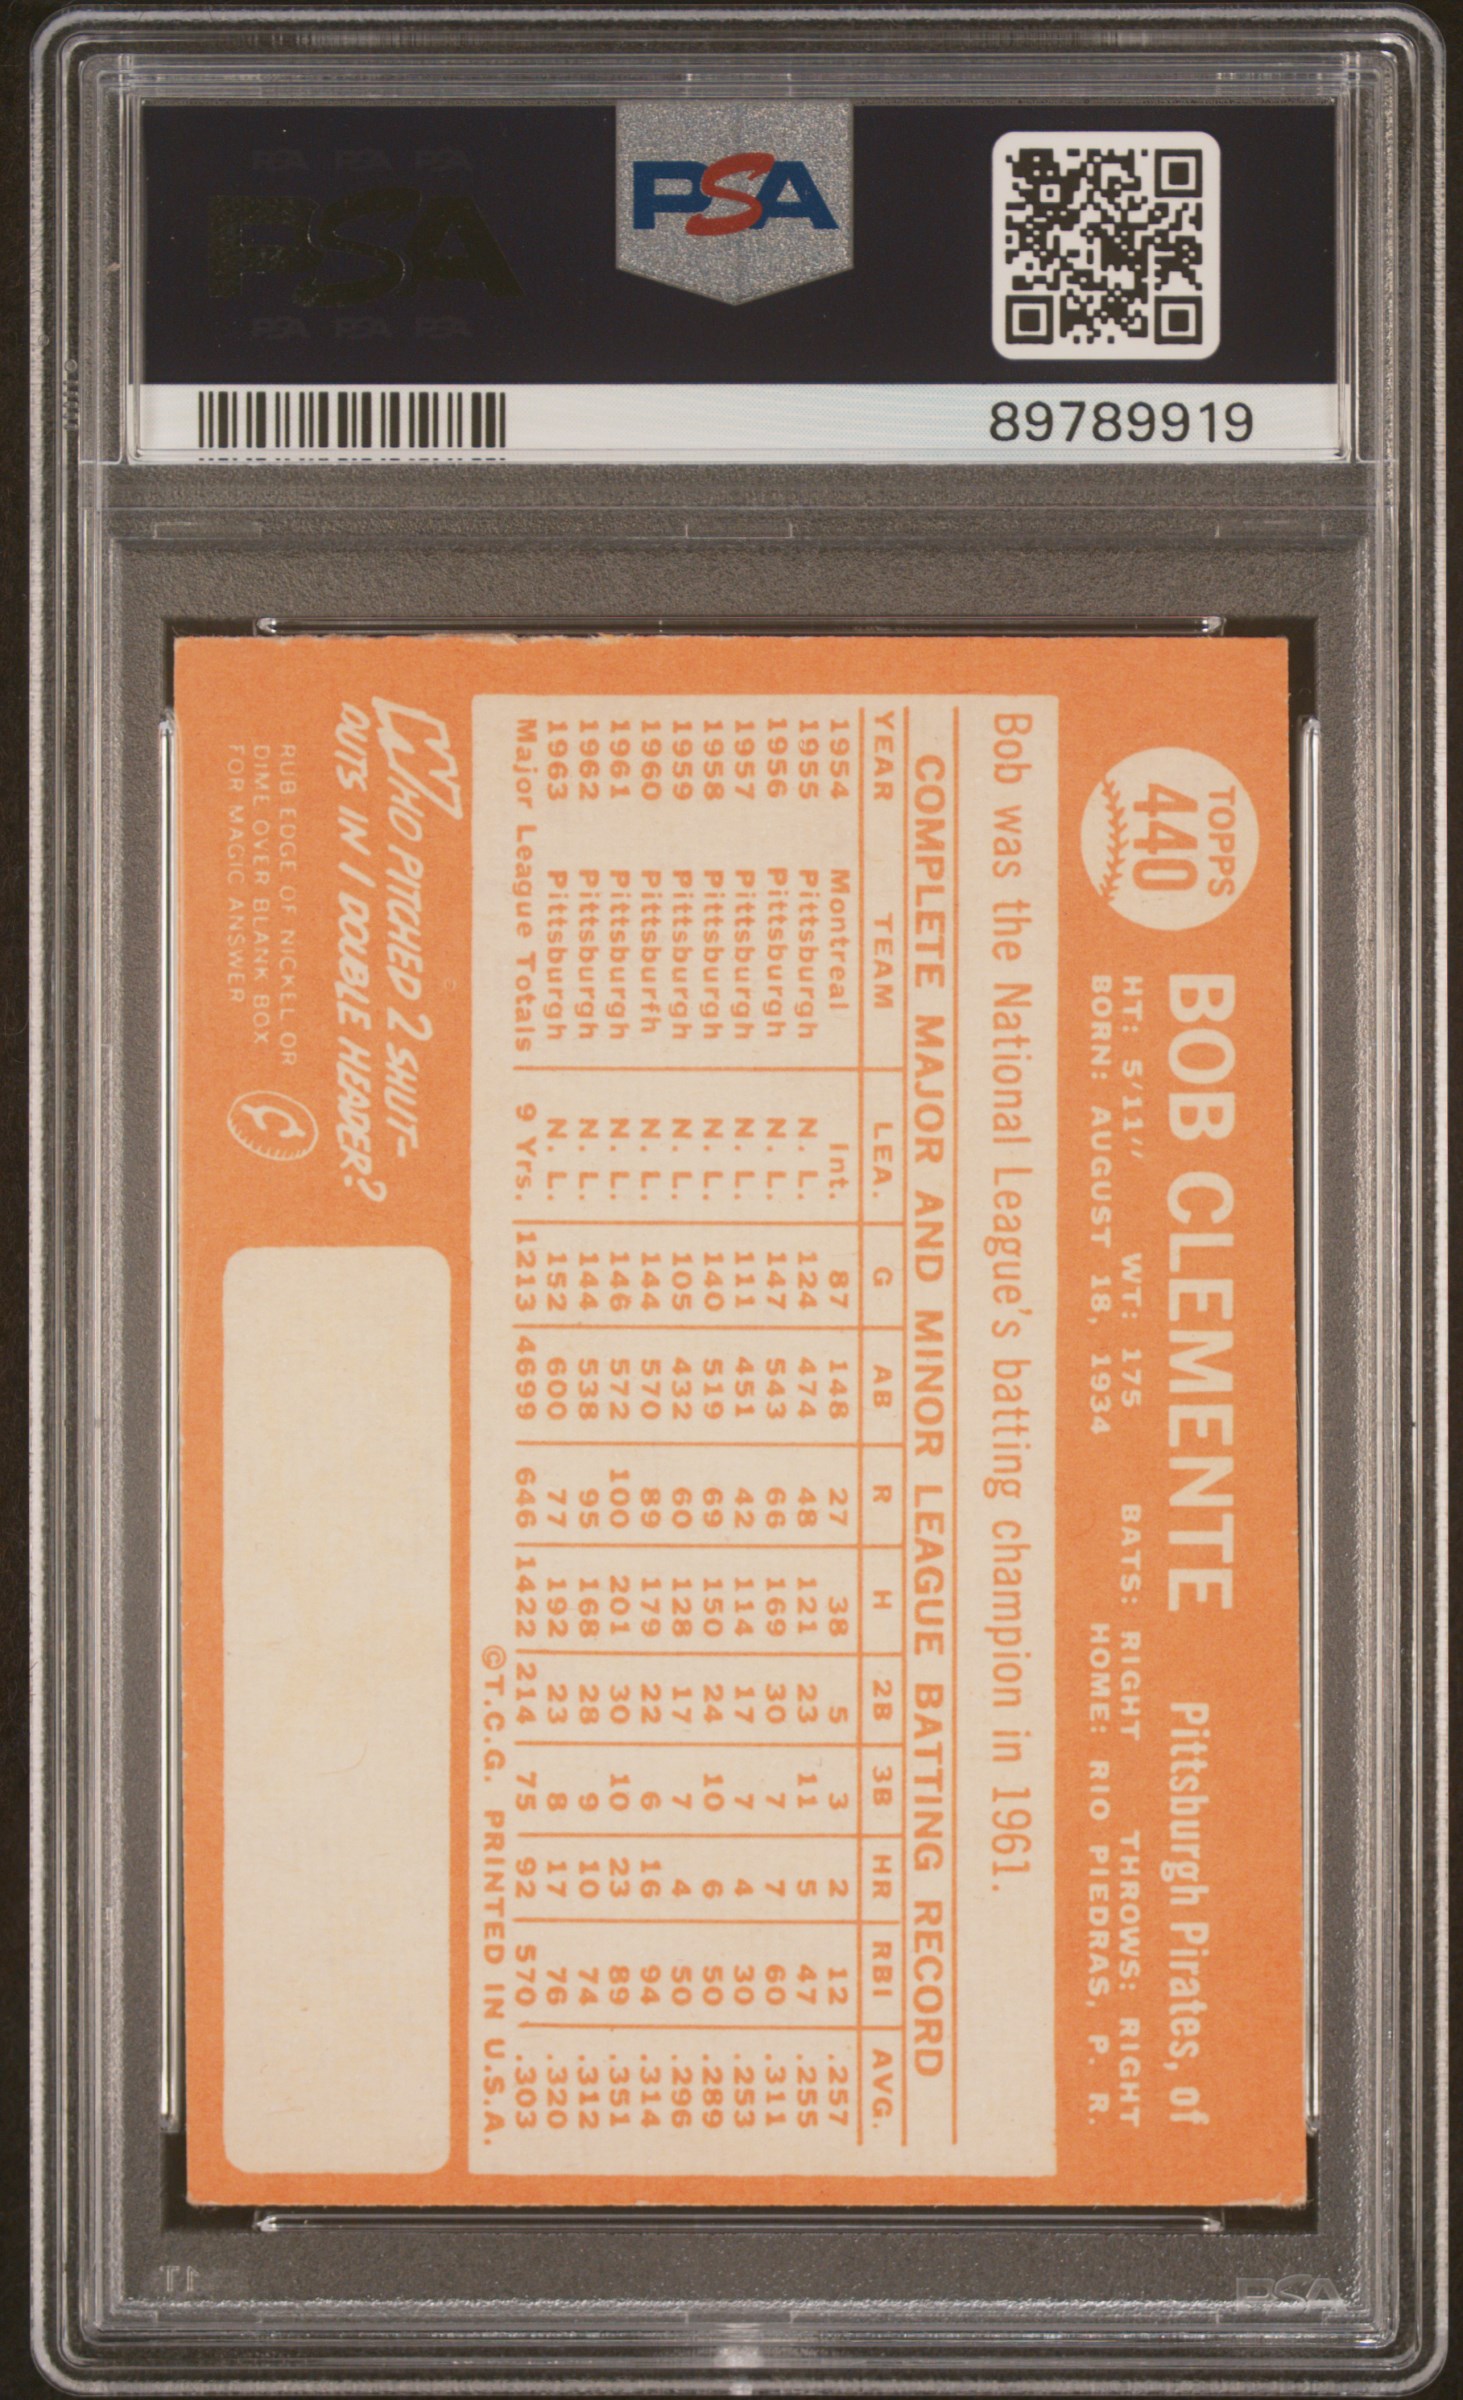 PSA PSA PSA
PSA
PSA PSA PSA
PSA
89789919
TOPPS
440
BOB CLEMENTE Pittsburgh Pirates, of
HT: 5'11" WT: 175 BATS: RIGHT THROWS: RIGHT
BORN: AUGUST 18, 1934 HOME: RIO PIEDRAS, P. R.
Bob was the National League's batting champion in 1961.
COMPLETE MAJOR AND MINOR LEAGUE BATTING RECORD
YEAR TEAM LEA. G AB R H 2B 3B HR RBI AVG.
1954 Montreal Int. 87 148 27 38 5 3 2 12 .257
1955 Pittsburgh N. L. 124 474 48 121 23 11 5 47 .255
1956 Pittsburgh N. L. 147 543 66 169 30 7 7 60 .311
1957 Pittsburgh N. L. 111 451 42 114 17 7 4 30 .253
1958 Pittsburgh N. L. 140 519 69 150 24 10 6 50 .289
1959 Pittsburgh N. L. 105 432 60 128 17 7 4 50 .296
1960 Pittsburfh N. L. 144 570 89 179 22 6 16 94 .314
1961 Pittsburgh N. L. 146 572 100 201 30 10 23 89 .351
1962 Pittsburgh N. L. 144 538 95 168 28 9 10 74 .312
1963 Pittsburgh N. L. 152 600 77 192 23 8 17 76 .320
Major League Totals 9 Yrs. 1213 4699 646 1422 214 75 92 570 .303
©T.C.G. PRINTED IN U.S.A.
WHO PITCHED 2 SHUT-
OUTS IN 1 DOUBLE HEADER?
RUB EDGE OF NICKEL OR
DIME OVER BLANK BOX
FOR MAGIC ANSWER
PSA